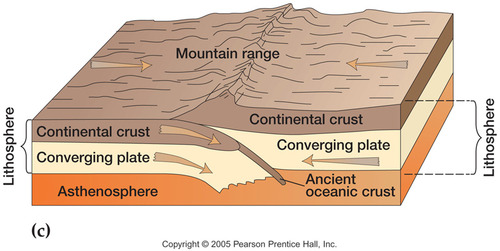 Mountain range
Continental crust
Continental crust
Converging plate
Converging plate
Asthenosphere
Ancient
oceanic crust
Lithosphere
Lithosphere
(c)
Copyright © 2005 Pearson Prentice Hall, Inc.